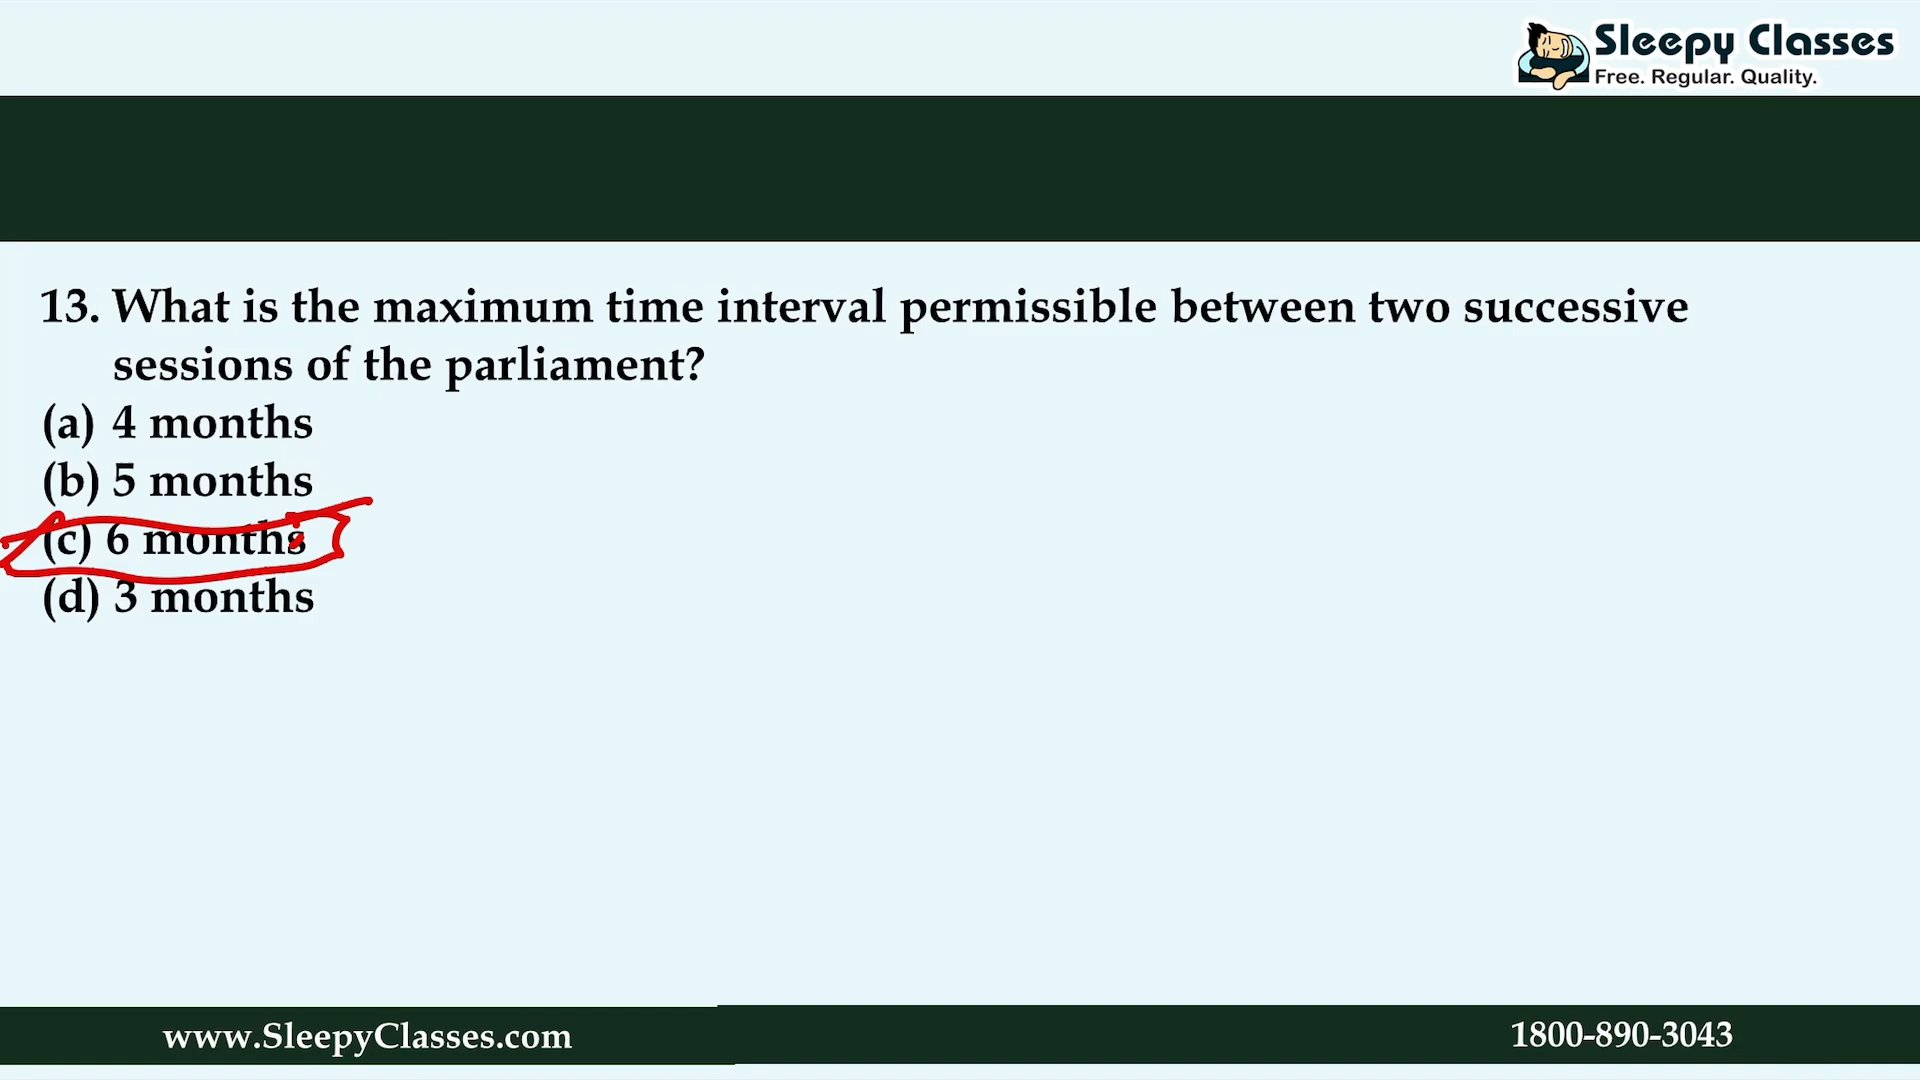 Sleepy Classes
Free. Regular. Quality.
13. What is the maximum time interval permissible between two successive
sessions of the parliament?
(a) 4 months
(b) 5 months
(c) 6 months
(d) 3 months
www.SleepyClasses.com
1800-890-3043